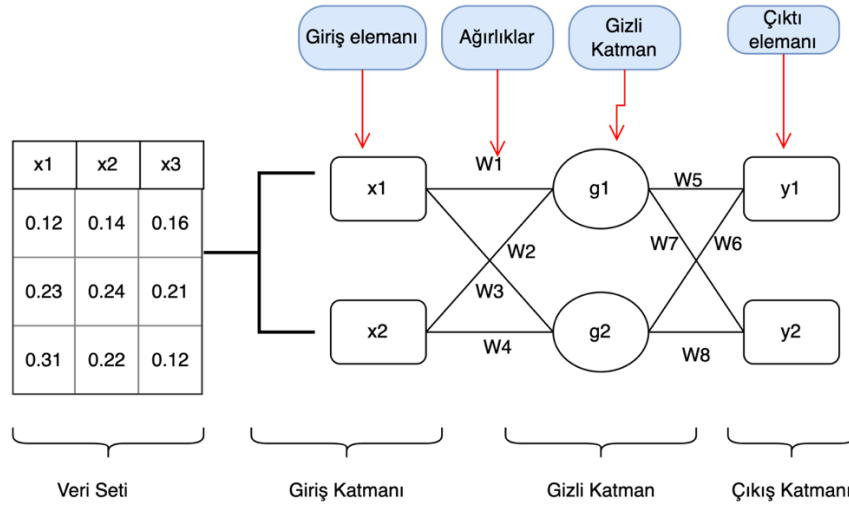 Giriş elemanı
Ağırlıklar
Gizli
Katman
Çıktı
elemanı
x1 x2 x3
0.12 0.14 0.16
0.23 0.24 0.21
0.31 0.22 0.12
x1
x2
W1
W2
W3
W4
g1
g2
W5
W7 W6
W8
y1
y2
Veri Seti
Giriş Katmanı
Gizli Katman
Çıkış Katmanı